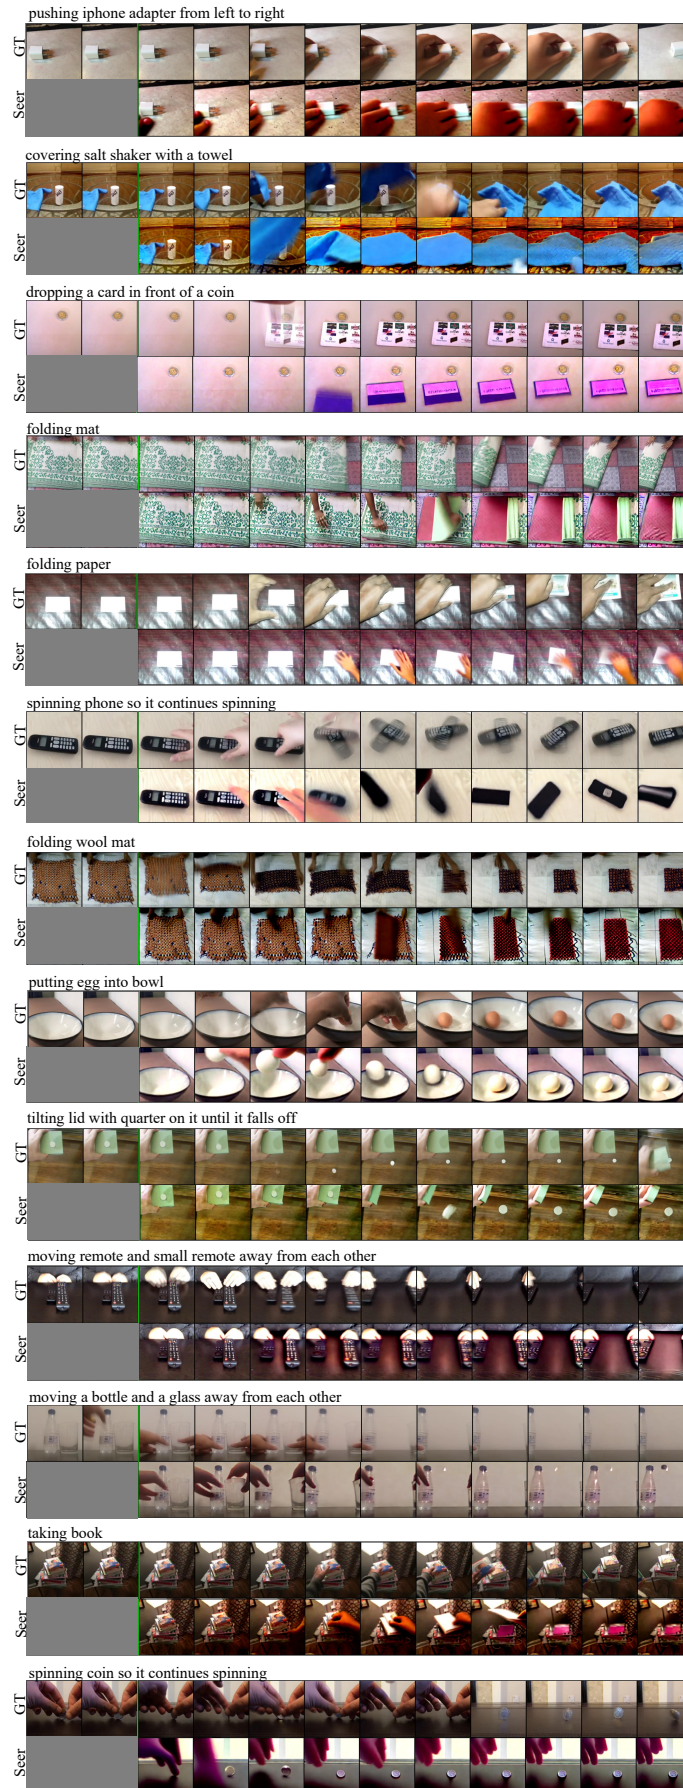 pushing iphone adapter from left to right
GT
Seer
covering salt shaker with a towel
GT
Seer
dropping a card in front of a coin
GT
Seer
folding mat
GT
Seer
folding paper
GT
Seer
spinning phone so it continues spinning
GT
Seer
folding wool mat
GT
Seer
putting egg into bowl
GT
Seer
tilting lid with quarter on it until it falls off
GT
Seer
moving remote and small remote away from each other
GT
Seer
moving a bottle and a glass away from each other
GT
Seer
taking book
GT
Seer
spinning coin so it continues spinning
GT
Seer